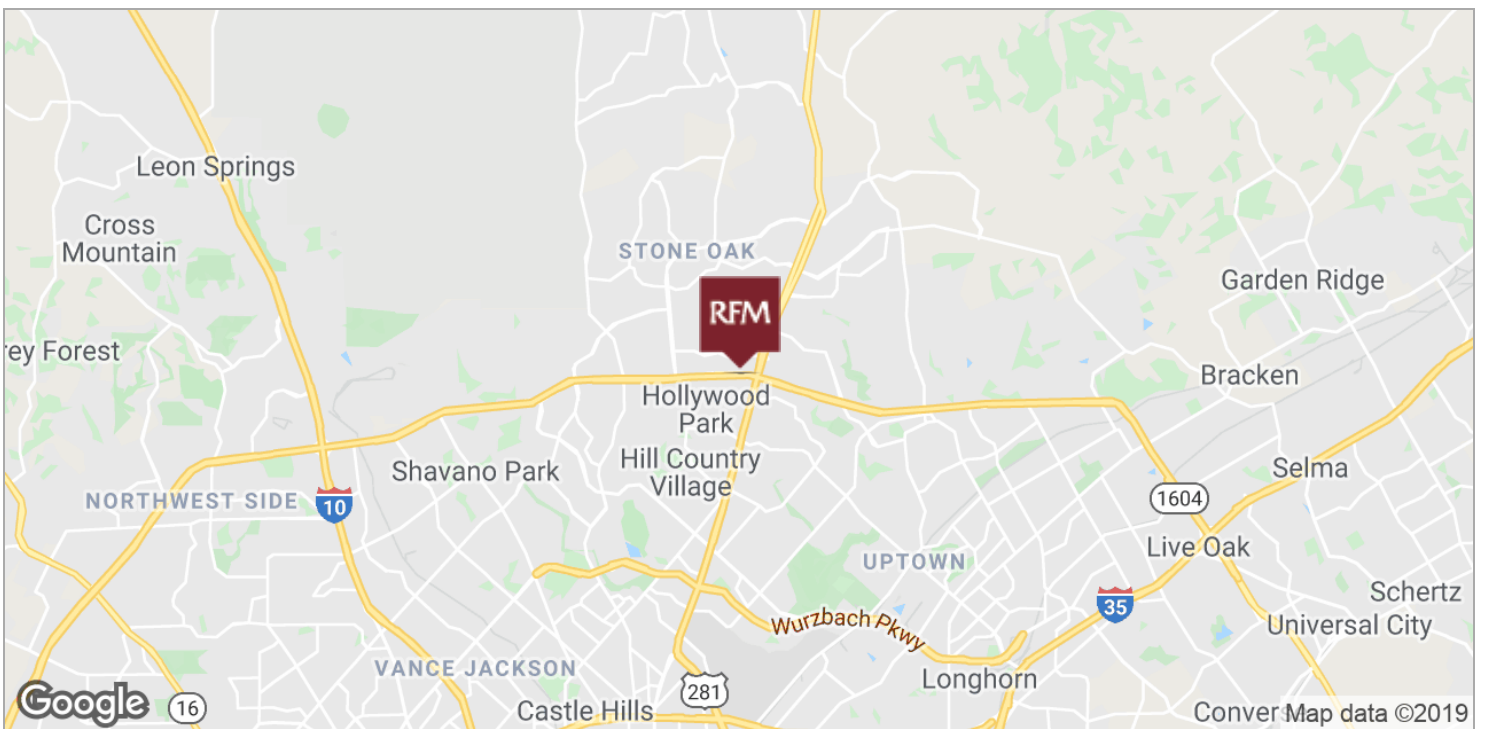 Leon Springs
Cross
Mountain
STONE OAK
Garden Ridge
RFM
rey Forest
Bracken
Hollywood
Park
Hill Country
Village
Shavano Park
Selma
NORTHWEST SIDE
10
1604
Live Oak
UPTOWN
Schertz
35
Universal City
Wurzbach Pkwy
VANCE JACKSON
Longhorn
281
Google
16
Castle Hills
Convers
Map data ©2019